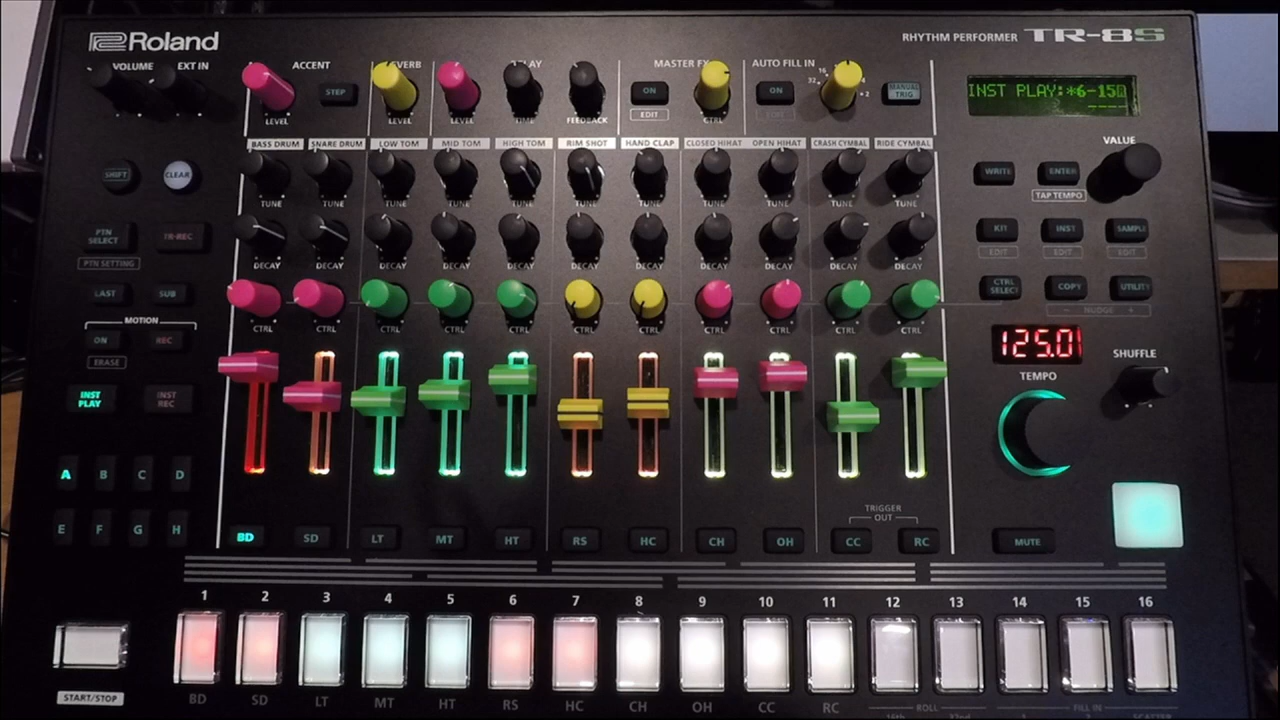 Roland
RHYTHM PERFORMER TR-8S
VOLUME EXT IN ACCENT MASTER FX AUTO FILL IN
STEP ON ON MANUAL TRIG
16
32 4
2
INST PLAY:*6-15
LEVEL LEVEL LEVEL TIME FEEDBACK EDIT CTRL
BASS DRUM SNARE DRUM LOW TOM MID TOM HIGH TOM RIM SHOT HAND CLAP CLOSED HIHAT OPEN HIHAT CRASH CYMBAL RIDE CYMBAL
VALUE
SHIFT CLEAR
WRITE ENTER
TAP TEMPO
TUNE TUNE TUNE TUNE TUNE TUNE TUNE TUNE TUNE TUNE TUNE
PTN SELECT TR-REC
KIT INST SAMPLE
EDIT EDIT EDIT
PTN SETTING
DECAY DECAY DECAY DECAY DECAY DECAY DECAY DECAY DECAY DECAY DECAY
LAST SUB
CTRL SELECT COPY UTILITY
- NUDGE +
MOTION
CTRL CTRL CTRL CTRL CTRL CTRL CTRL CTRL CTRL CTRL CTRL
ON REC
125.0
ERASE
SHUFFLE
TEMPO
INST PLAY INST REC
A B C D
E F G H
TRIGGER OUT
BD SD LT MT HT RS HC CH OH CC RC MUTE
1 2 3 4 5 6 7 8 9 10 11 12 13 14 15 16
START/STOP
BD SD LT MT HT RS HC CH OH CC RC
16th ROLL 32nd FILL IN SCATTER